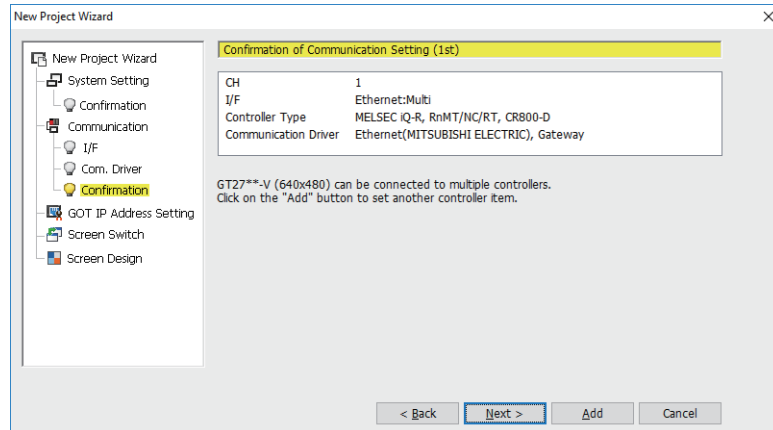 New Project Wizard
New Project Wizard
System Setting
Confirmation
Communication
I/F
Com. Driver
Confirmation
GOT IP Address Setting
Screen Switch
Screen Design
Confirmation of Communication Setting (1st)
CH 1
I/F Ethernet:Multi
Controller Type MELSEC iQ-R, RnMT/NC/RT, CR800-D
Communication Driver Ethernet(MITSUBISHI ELECTRIC), Gateway
GT27**-V (640x480) can be connected to multiple controllers.
Click on the "Add" button to set another controller item.
< Back Next > Add Cancel